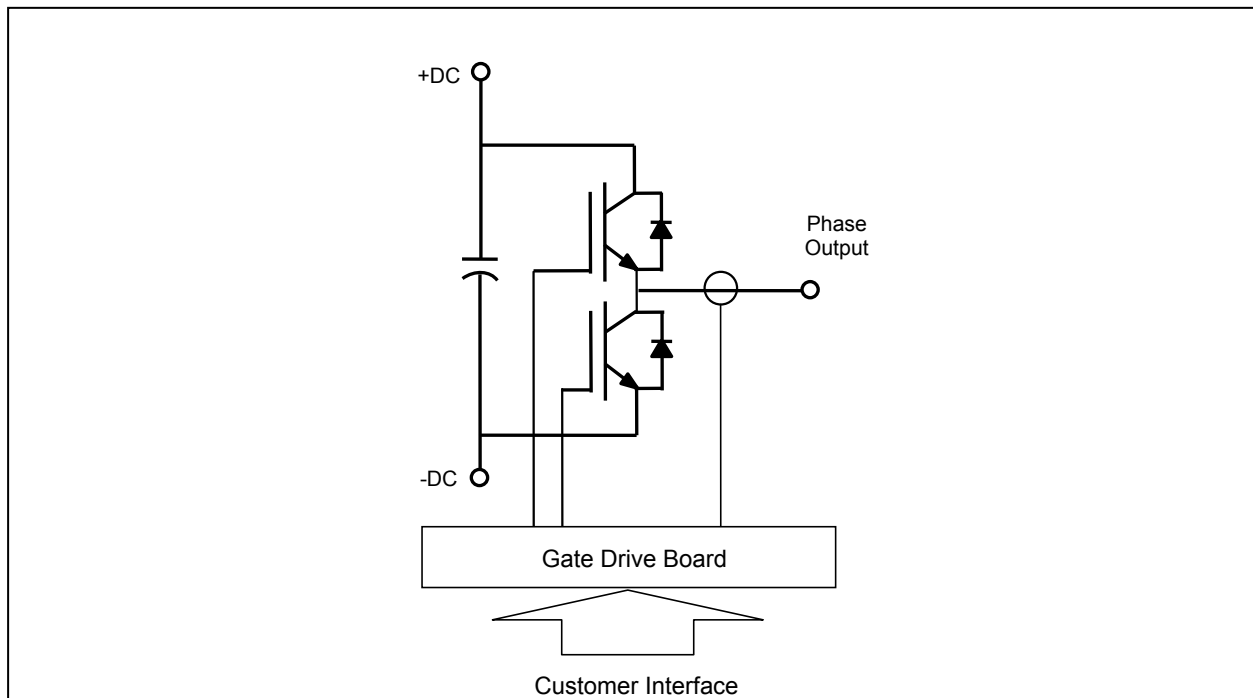 +DC
Phase
Output
-DC
Gate Drive Board
Customer Interface